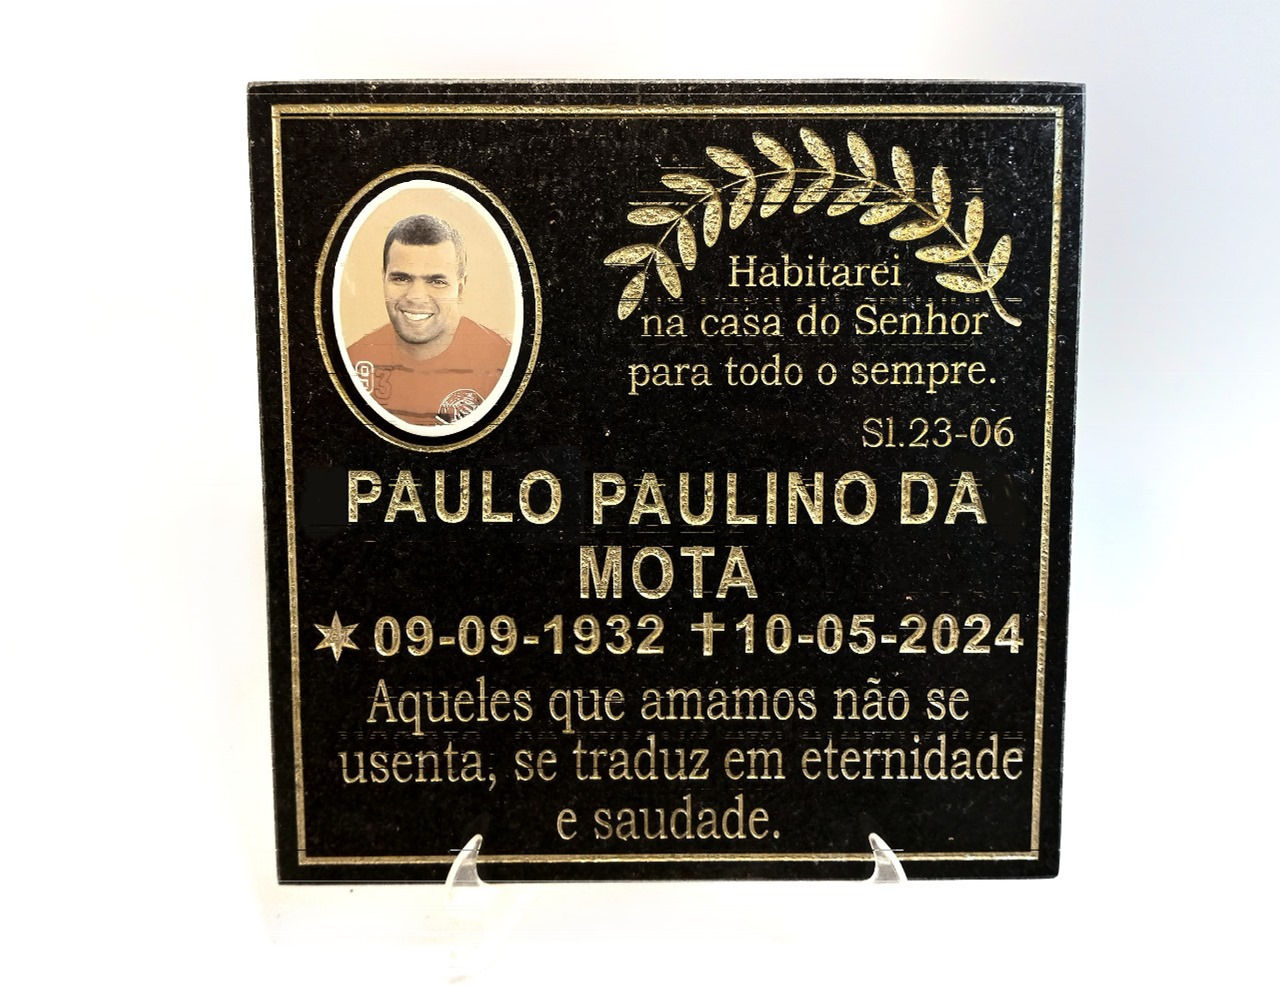 93
Habitarei
na casa do Senhor
para todo o sempre.
Sl.23-06
PAULO PAULINO DA
MOTA
09-09-1932 10-05-2024
Aqueles que amamos não se
usenta, se traduz em eternidade
e saudade.